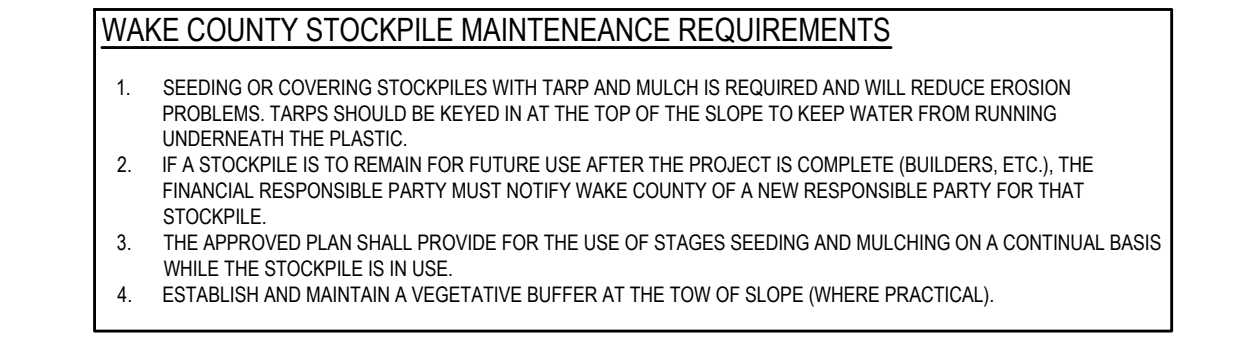 WAKE COUNTY STOCKPILE MAINTENEANCE REQUIREMENTS
1. SEEDING OR COVERING STOCKPILES WITH TARP AND MULCH IS REQUIRED AND WILL REDUCE EROSION
PROBLEMS. TARPS SHOULD BE KEYED IN AT THE TOP OF THE SLOPE TO KEEP WATER FROM RUNNING
UNDERNEATH THE PLASTIC.
2. IF A STOCKPILE IS TO REMAIN FOR FUTURE USE AFTER THE PROJECT IS COMPLETE (BUILDERS, ETC.), THE
FINANCIAL RESPONSIBLE PARTY MUST NOTIFY WAKE COUNTY OF A NEW RESPONSIBLE PARTY FOR THAT
STOCKPILE.
3. THE APPROVED PLAN SHALL PROVIDE FOR THE USE OF STAGES SEEDING AND MULCHING ON A CONTINUAL BASIS
WHILE THE STOCKPILE IS IN USE.
4. ESTABLISH AND MAINTAIN A VEGETATIVE BUFFER AT THE TOW OF SLOPE (WHERE PRACTICAL).